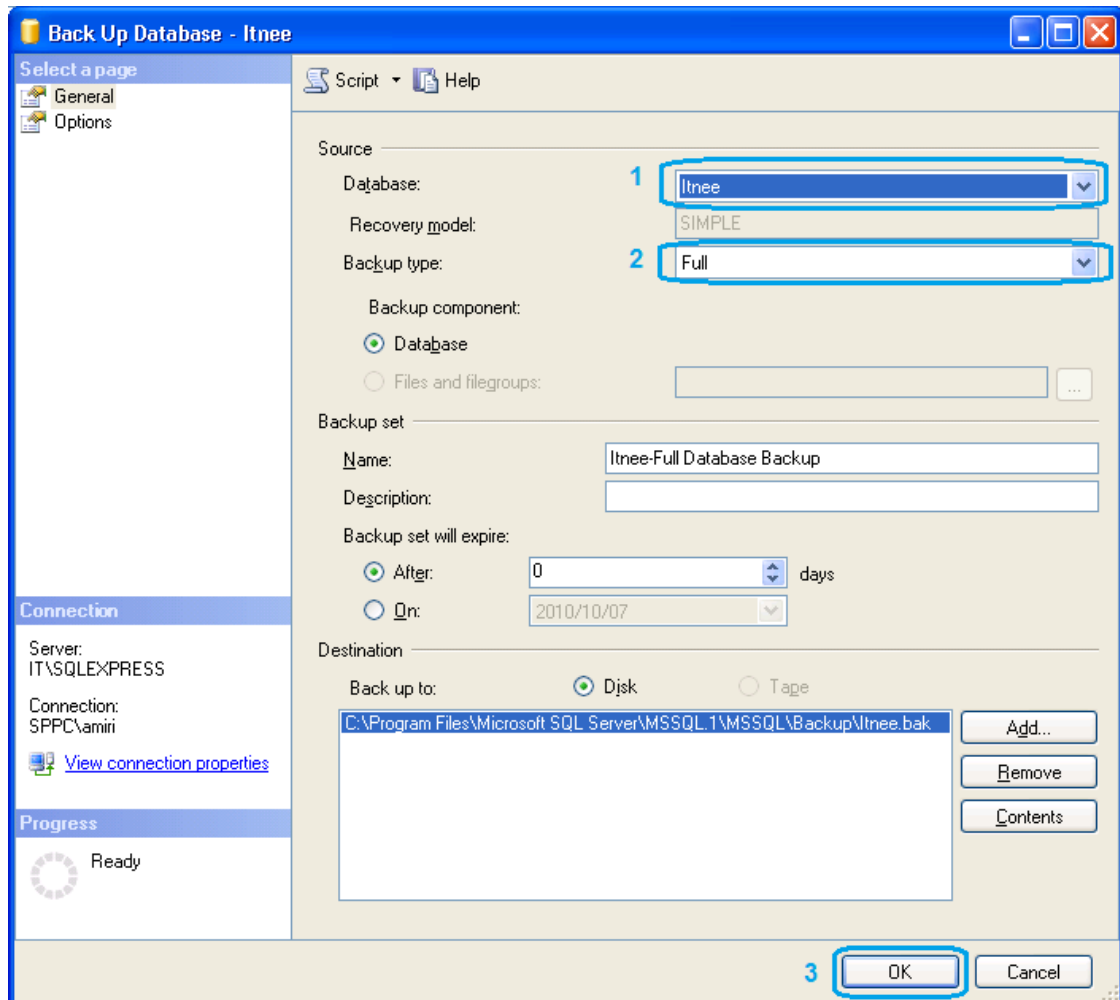 Back Up Database - Itnee
Select a page
General
Options
Script Help
Source
Database: 1 Itnee
Recovery model: SIMPLE
Backup type: 2 Full
Backup component:
Database
Files and filegroups: ...
Backup set
Name: Itnee-Full Database Backup
Description:
Backup set will expire:
After: 0 days
On: 2010/10/07
Destination
Back up to: Disk Tape
C:\Program Files\Microsoft SQL Server\MSSQL.1\MSSQL\Backup\Itnee.bak
Add...
Remove
Contents
Connection
Server:
IT\SQLEXPRESS
Connection:
SPPC\amiri
View connection properties
Progress
Ready
3 OK Cancel